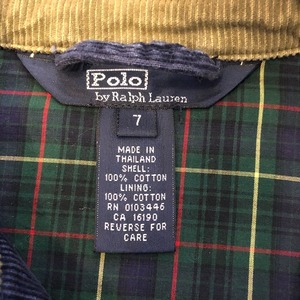 Polo
by Ralph Lauren
7
MADE IN
THAILAND
SHELL:
100% COTTON
LINING:
100% COTTON
RN 0103446
CA 16190
REVERSE FOR
CARE